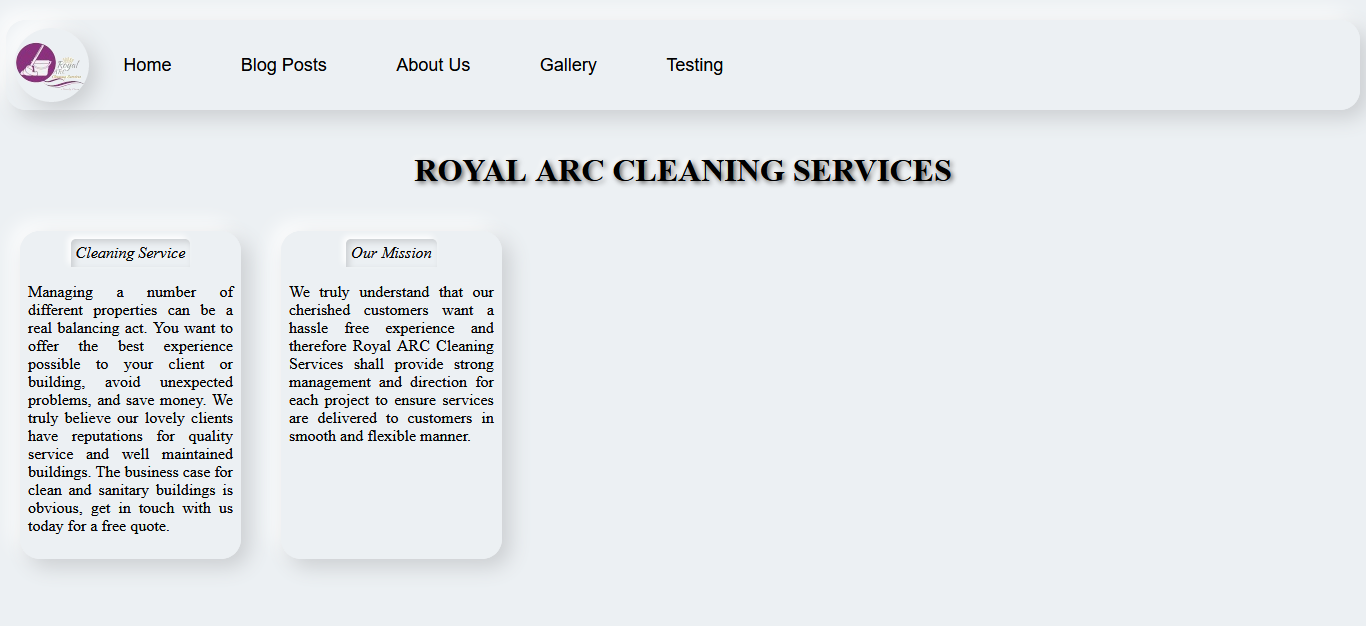 Royal
ARC
Home
Blog Posts
About Us
Gallery
Testing
ROYAL ARC CLEANING SERVICES
Cleaning Service
Managing a number of
different properties can be a
real balancing act. You want to
offer the best experience
possible to your client or
building, avoid unexpected
problems, and save money. We
truly believe our lovely clients
have reputations for quality
service and well maintained
buildings. The business case for
clean and sanitary buildings is
obvious, get in touch with us
today for a free quote.
Our Mission
We truly understand that our
cherished customers want a
hassle free experience and
therefore Royal ARC Cleaning
Services shall provide strong
management and direction for
each project to ensure services
are delivered to customers in
smooth and flexible manner.